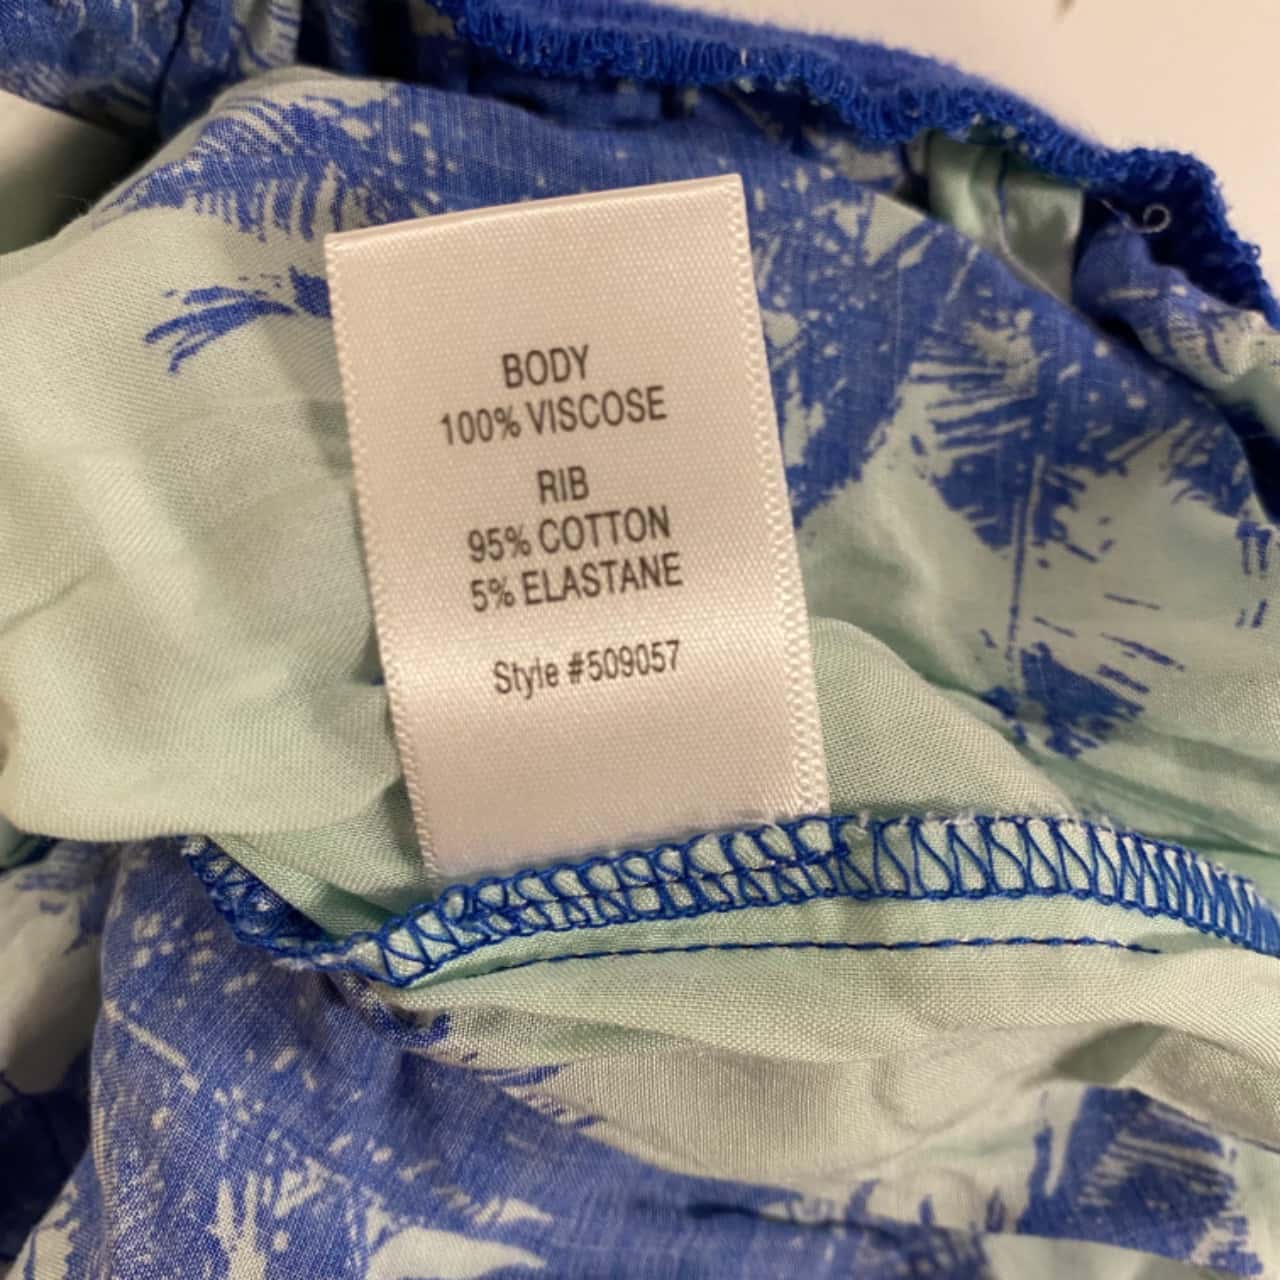 BODY
100% VISCOSE
RIB
95% COTTON
5% ELASTANE
Style #509057